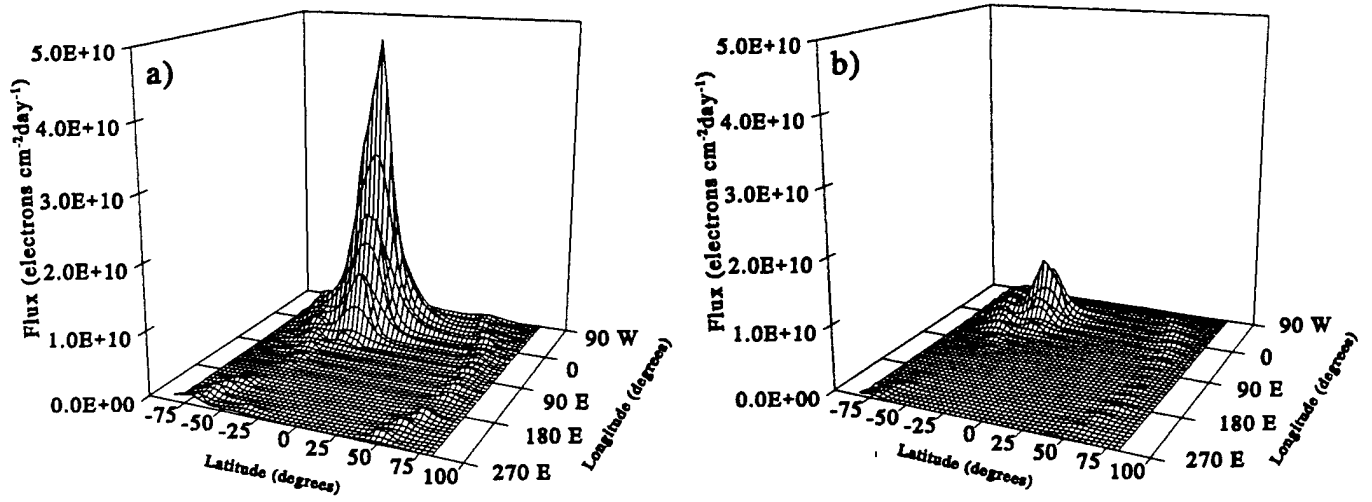 a)
5.0E+10
4.0E+10
3.0E+10
2.0E+10
1.0E+10
0.0E+00
Flux (electrons cm⁻²day⁻¹)
-75
-50
-25
0
25
50
75
100
Latitude (degrees)
90 W
0
90 E
180 E
270 E
Longitude (degrees)
b)
5.0E+10
4.0E+10
3.0E+10
2.0E+10
1.0E+10
0.0E+00
Flux (electrons cm⁻²day⁻¹)
-75
-50
-25
0
25
50
75
100
Latitude (degrees)
90 W
0
90 E
180 E
270 E
Longitude (degrees)